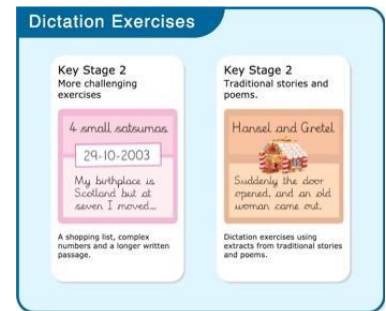 Dictation Exercises
Key Stage 2
More challenging
exercises
4 small satsumas
29-10-2003
My birthplace is
Scotland but at
seven I moved...
A shopping list, complex
numbers and a longer written
passage.
Key Stage 2
Traditional stories and
poems.
Hansel and Gretel
Suddenly the door
opened, and an old
woman came out.
Dictation exercises using
extracts from traditional stories
and poems.